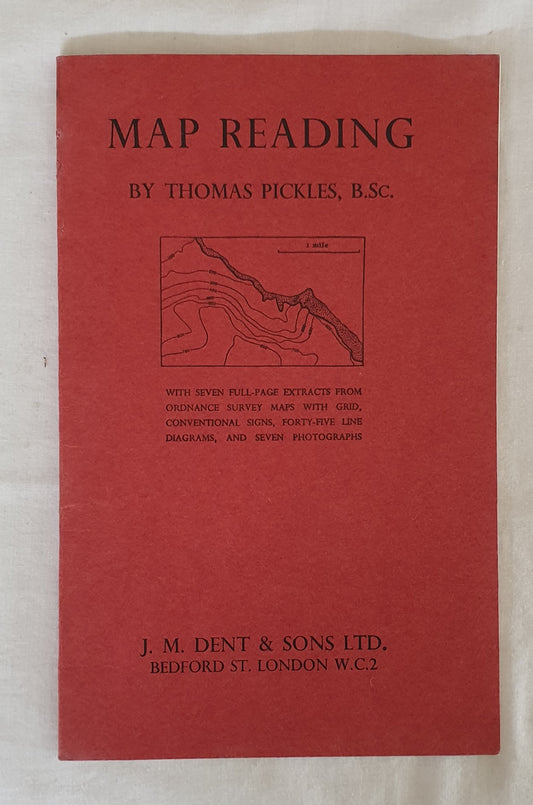 MAP READING
BY THOMAS PICKLES, B.Sc.
1 mile
WITH SEVEN FULL-PAGE EXTRACTS FROM
ORDNANCE SURVEY MAPS WITH GRID,
CONVENTIONAL SIGNS, FORTY-FIVE LINE
DIAGRAMS, AND SEVEN PHOTOGRAPHS
J. M. DENT & SONS LTD.
BEDFORD ST. LONDON W.C.2